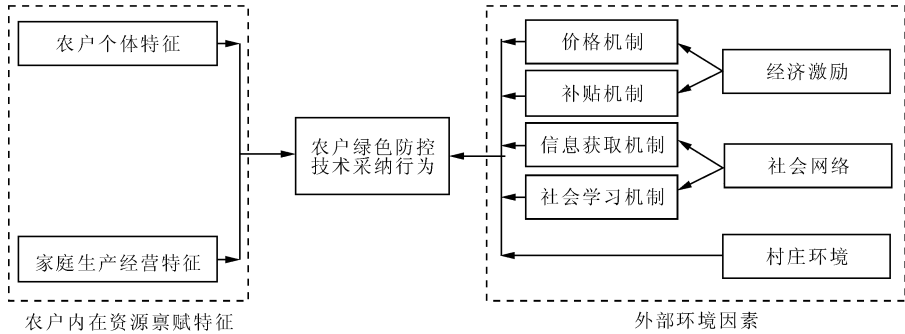 农户个体特征
家庭生产经营特征
农户内在资源禀赋特征
农户绿色防控
技术采纳行为
价格机制
补贴机制
信息获取机制
社会学习机制
经济激励
社会网络
村庄环境
外部环境因素